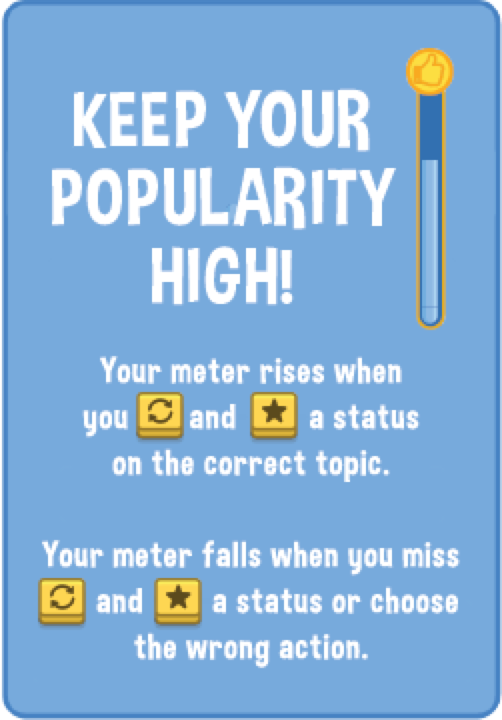 KEEP YOUR
POPULARITY
HIGH!
Your meter rises when
you and a status
on the correct topic.
Your meter falls when you miss
and a status or choose
the wrong action.